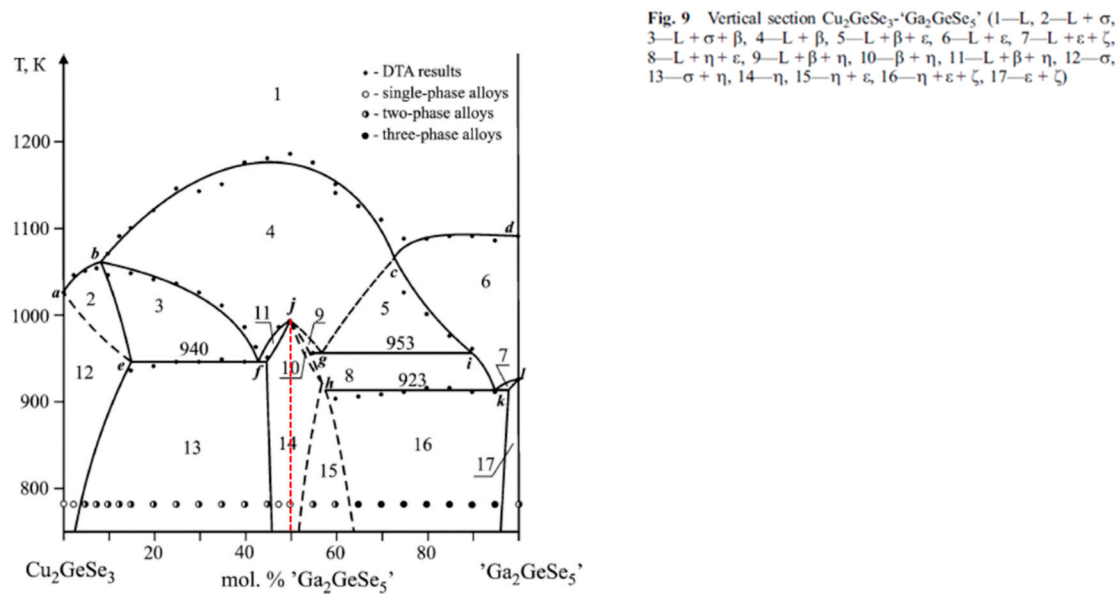 Fig. 9 Vertical section Cu₂GeSe₃-‘Ga₂GeSe₅’ (1—L, 2—L + σ,
3—L + σ + β, 4—L + β, 5—L +β+ ε, 6—L + ε, 7—L +ε+ ζ,
8—L + η + ε, 9—L +β+ η, 10—β + η, 11—L +β+ η, 12—σ,
13—σ + η, 14—η, 15—η + ε, 16—η +ε+ ζ, 17—ε + ζ)
T, K
• - DTA results
○ - single-phase alloys
◑ - two-phase alloys
● - three-phase alloys
1
1200
1100
b
d
4
c
6
a
2
3
11
j
9
5
1000
940
953
e
f
10
g
i
7
12
h
8
923
l
k
900
13
14
15
16
17
800
20
40
60
80
Cu₂GeSe₃
mol. % ’Ga₂GeSe₅’
’Ga₂GeSe₅’